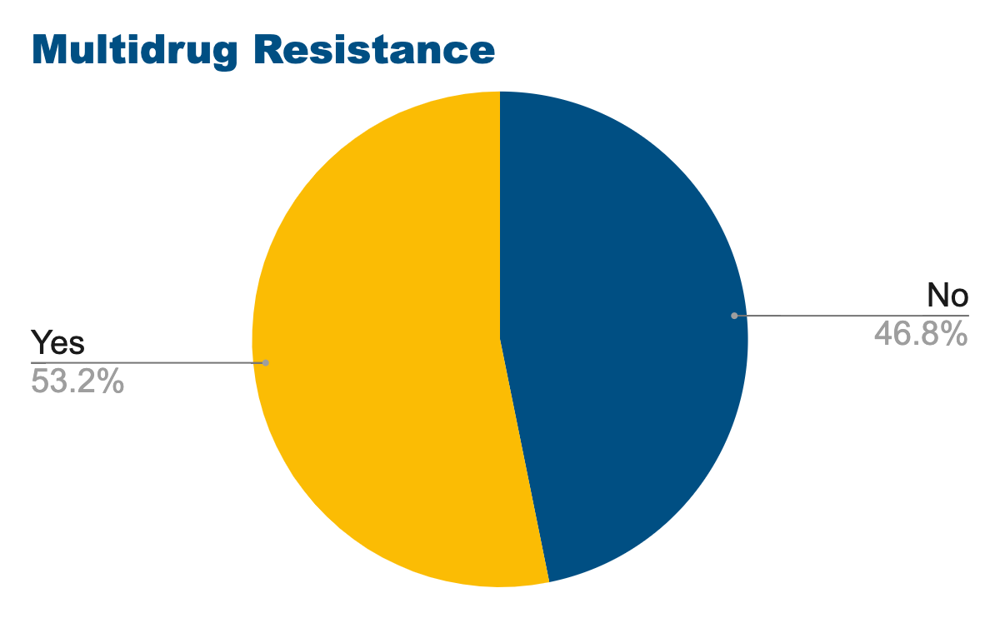 Multidrug Resistance
No
46.8%
Yes
53.2%